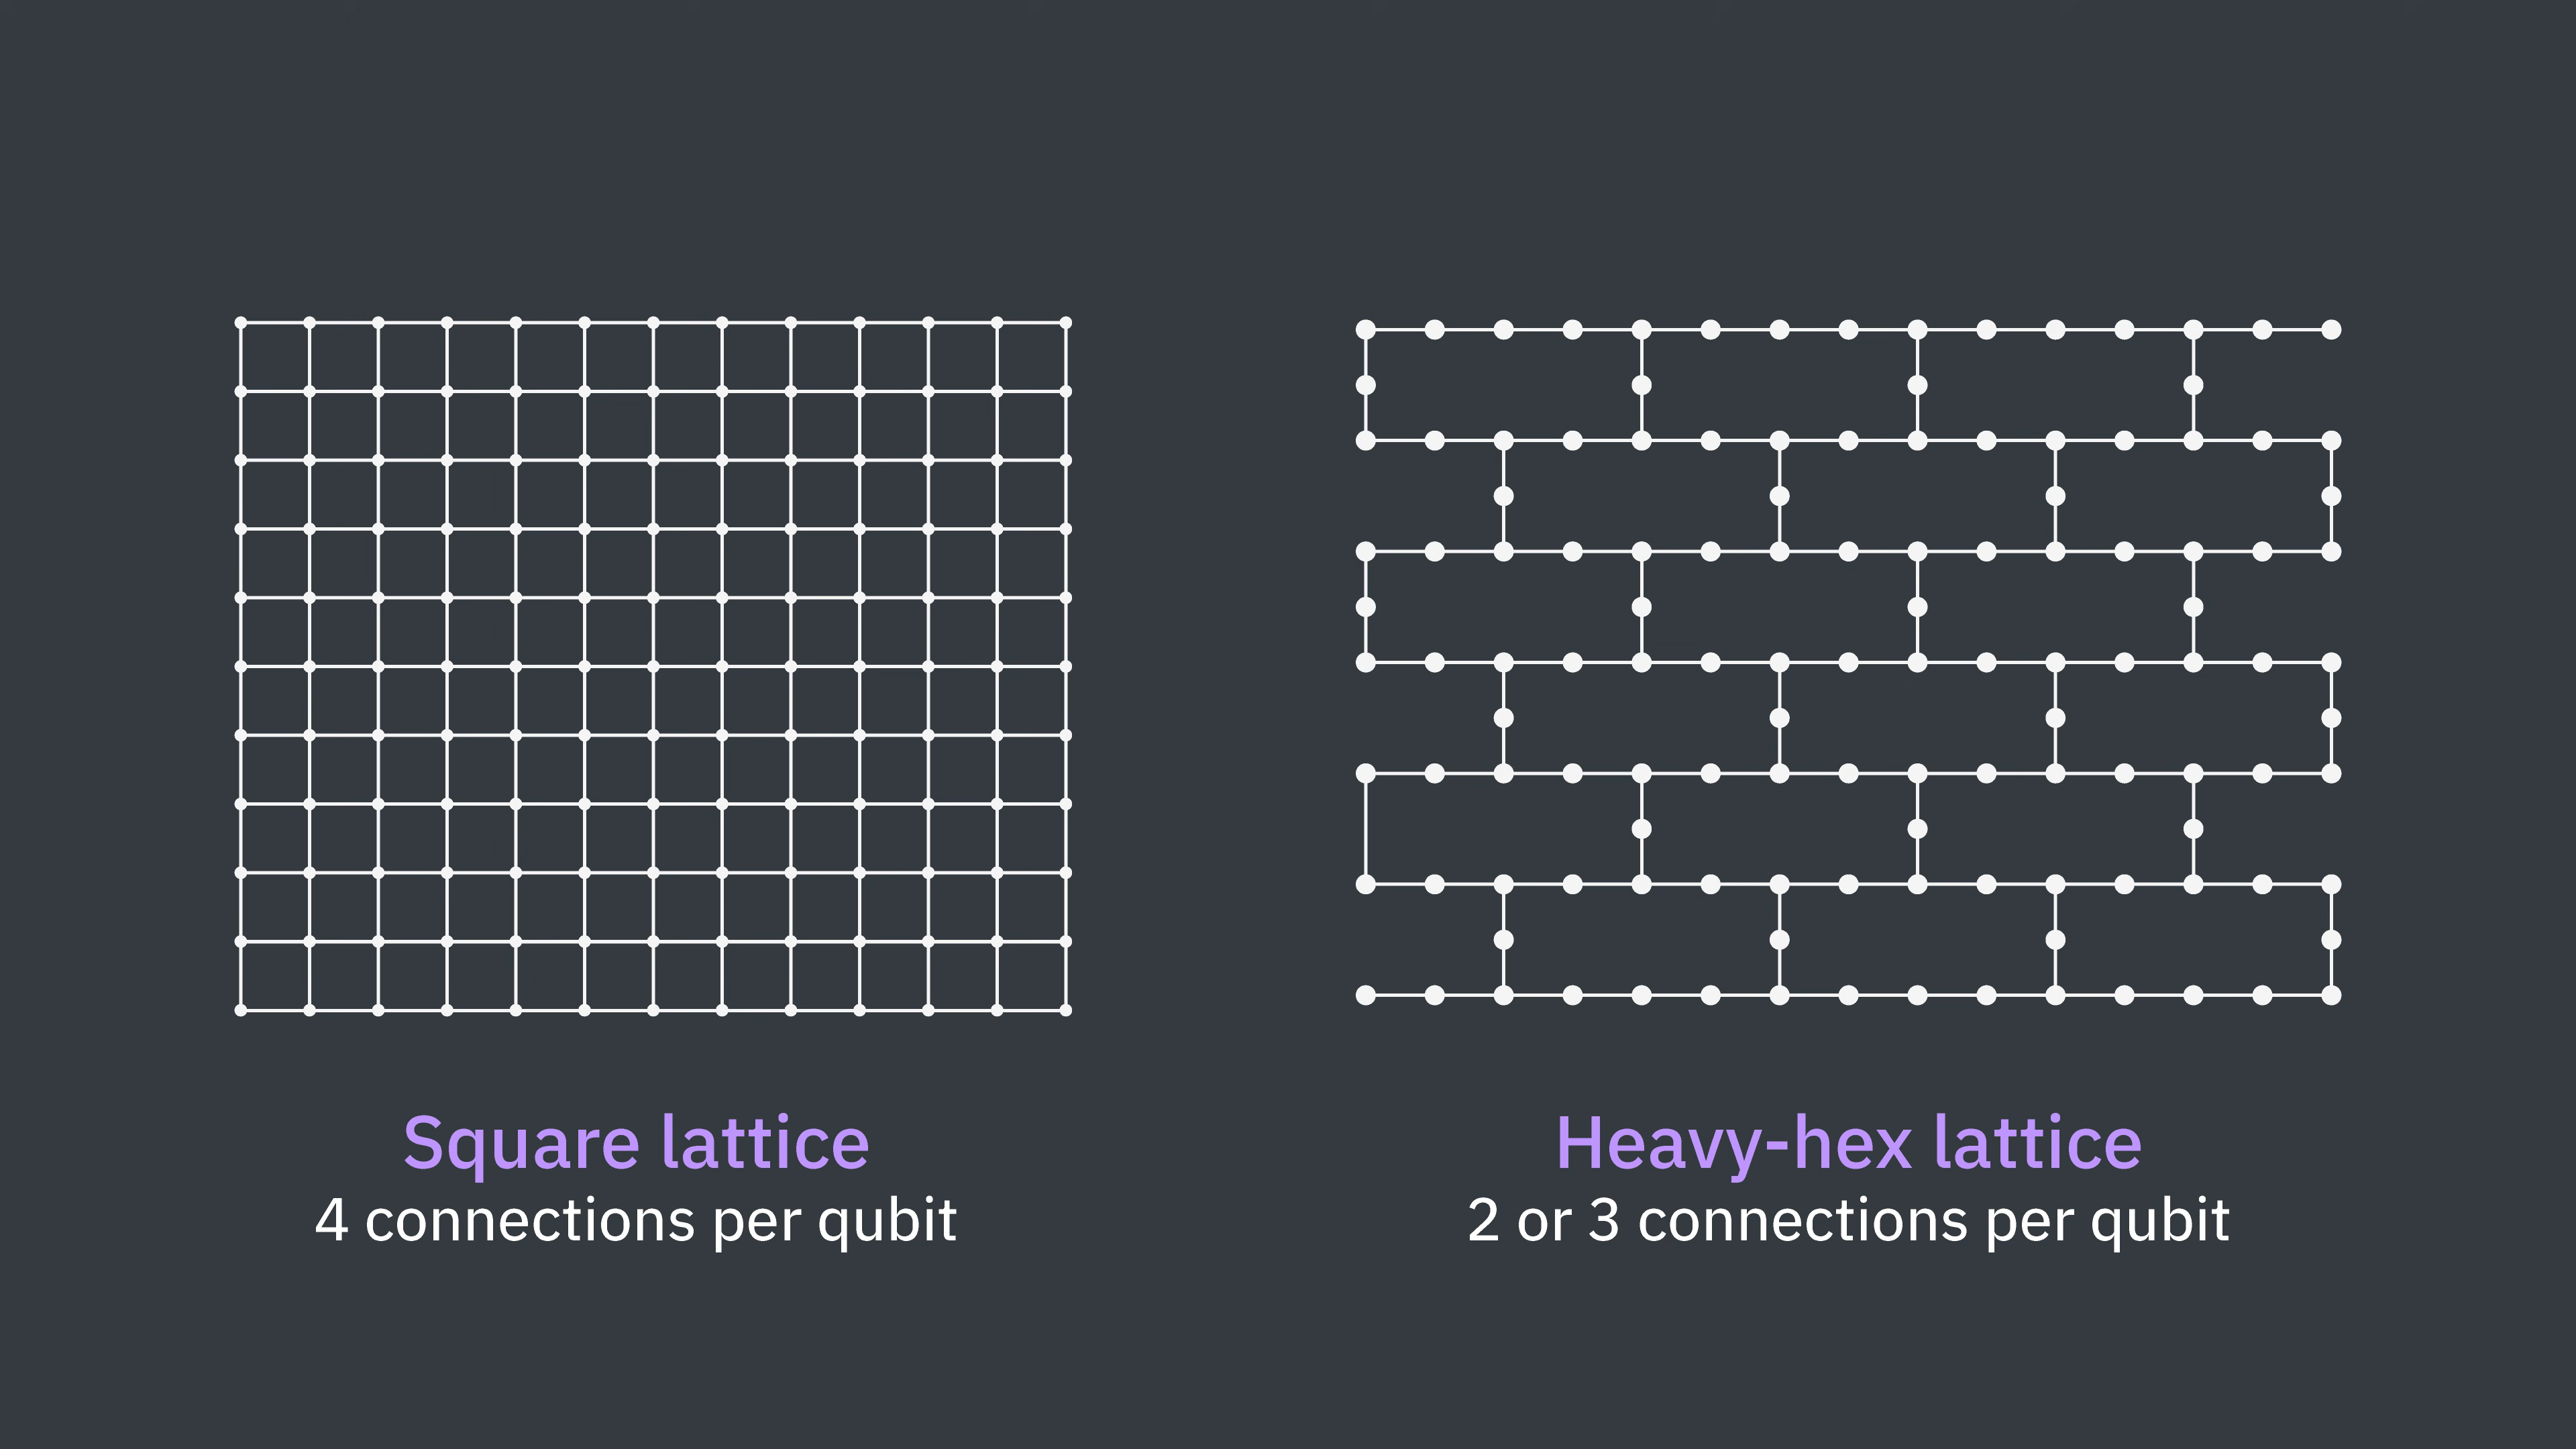 Square lattice
4 connections per qubit
Heavy-hex lattice
2 or 3 connections per qubit